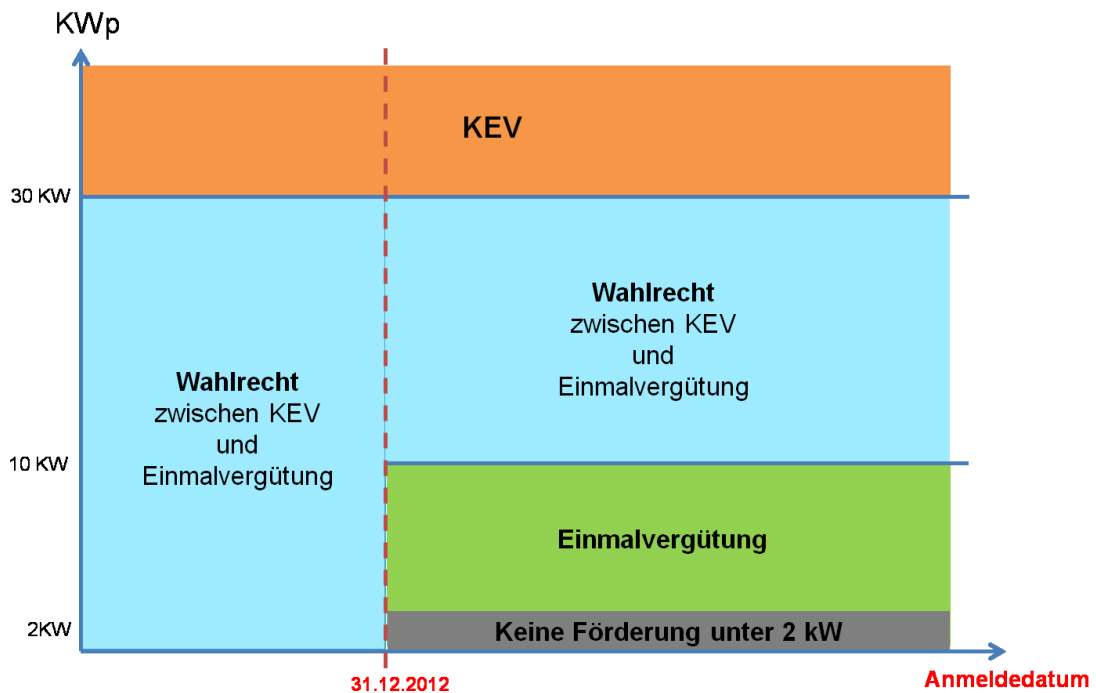 KWp
KEV
30 KW
Wahlrecht
zwischen KEV
und
Einmalvergütung
Wahlrecht
zwischen KEV
und
Einmalvergütung
10 KW
Einmalvergütung
2KW
Keine Förderung unter 2 kW
31.12.2012
Anmeldedatum